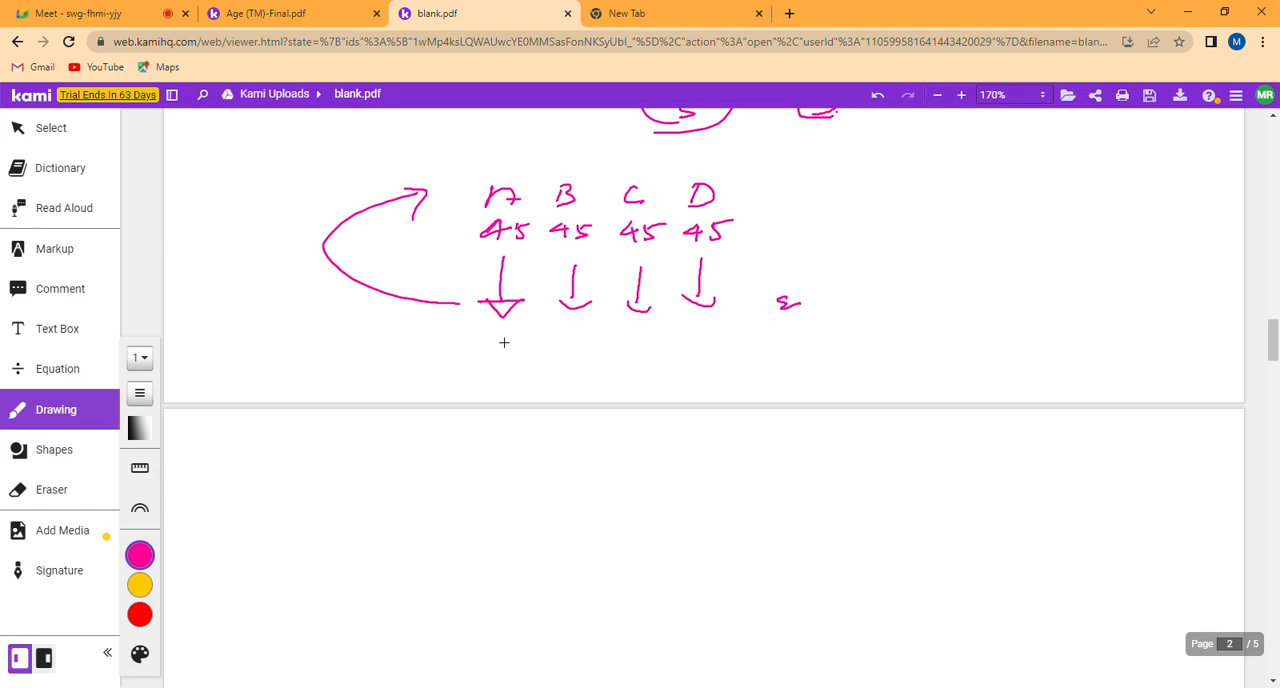 Meet - swg-fhmi-yjy
Age (TM)-Final.pdf
blank.pdf
New Tab
web.kamihq.com/web/viewer.html?state=%7B"ids"%3A%5B"1wMp4ksLQWAUwcYE0MMSasFonNKSyUbI_"%5D%2C"action"%3A"open"%2C"userId"%3A"110599581641443420029"%7D&filename=blan...
M
Gmail
YouTube
Maps
kami
Trial Ends In 63 Days
Kami Uploads
blank.pdf
170%
MR
Select
Dictionary
Read Aloud
Markup
Comment
Text Box
Equation
Drawing
Shapes
Eraser
Add Media
Signature
1
A B C D
45 45 45 45
Page 2 / 5